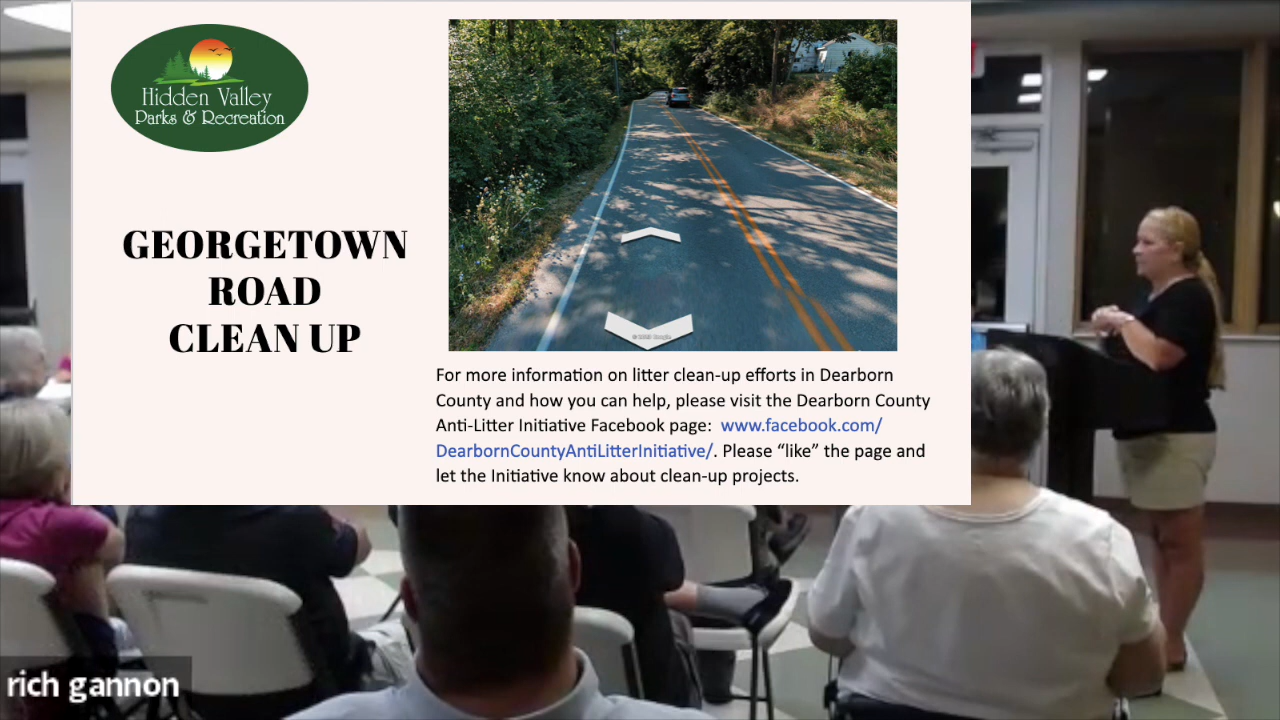 Hidden Valley
Parks & Recreation
GEORGETOWN
ROAD
CLEAN UP
For more information on litter clean-up efforts in Dearborn
County and how you can help, please visit the Dearborn County
Anti-Litter Initiative Facebook page: www.facebook.com/
DearbornCountyAntiLitterInitiative/. Please “like” the page and
let the Initiative know about clean-up projects.
rich gannon